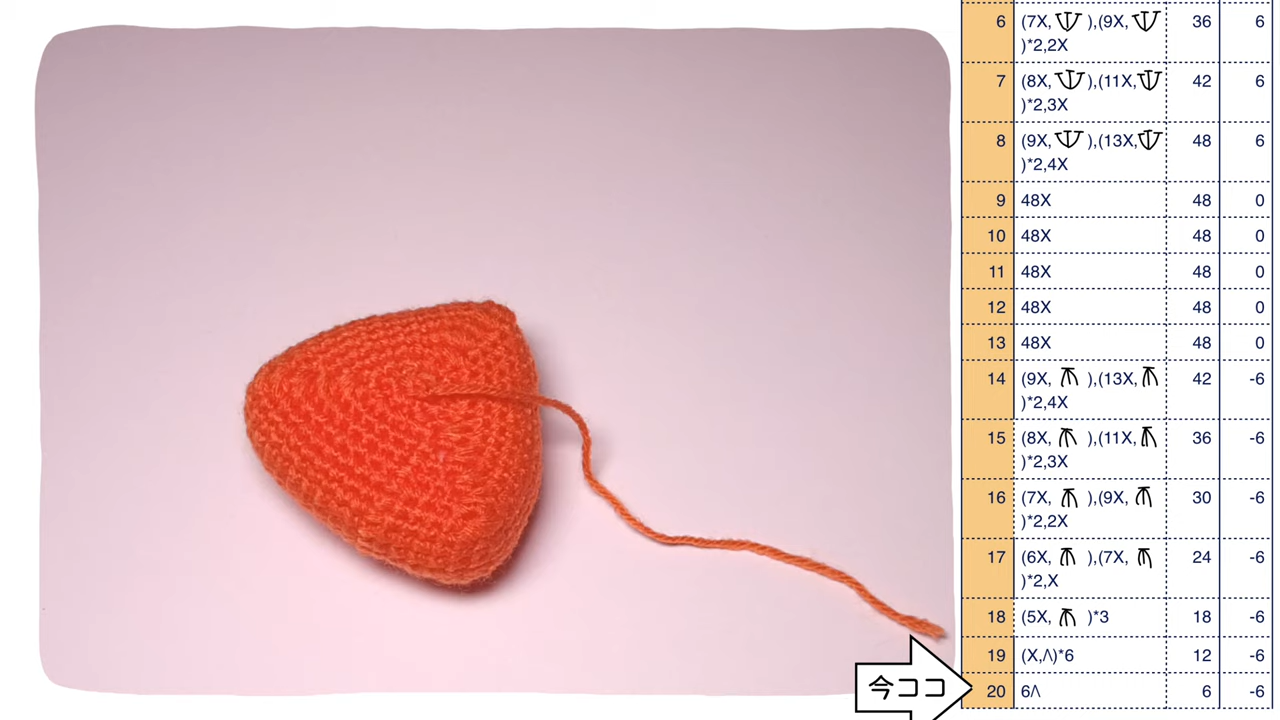 6 (7X, ),(9X, 36 6
)*2,2X
7 (8X, ),(11X, 42 6
)*2,3X
8 (9X, ),(13X, 48 6
)*2,4X
9 48X 48 0
10 48X 48 0
11 48X 48 0
12 48X 48 0
13 48X 48 0
14 (9X, ),(13X, 42 -6
)*2,4X
15 (8X, ),(11X, 36 -6
)*2,3X
16 (7X, ),(9X, 30 -6
)*2,2X
17 (6X, ),(7X, 24 -6
)*2,X
18 (5X, )*3 18 -6
19 (X,Λ)*6 12 -6
今ココ 20 6Λ 6 -6